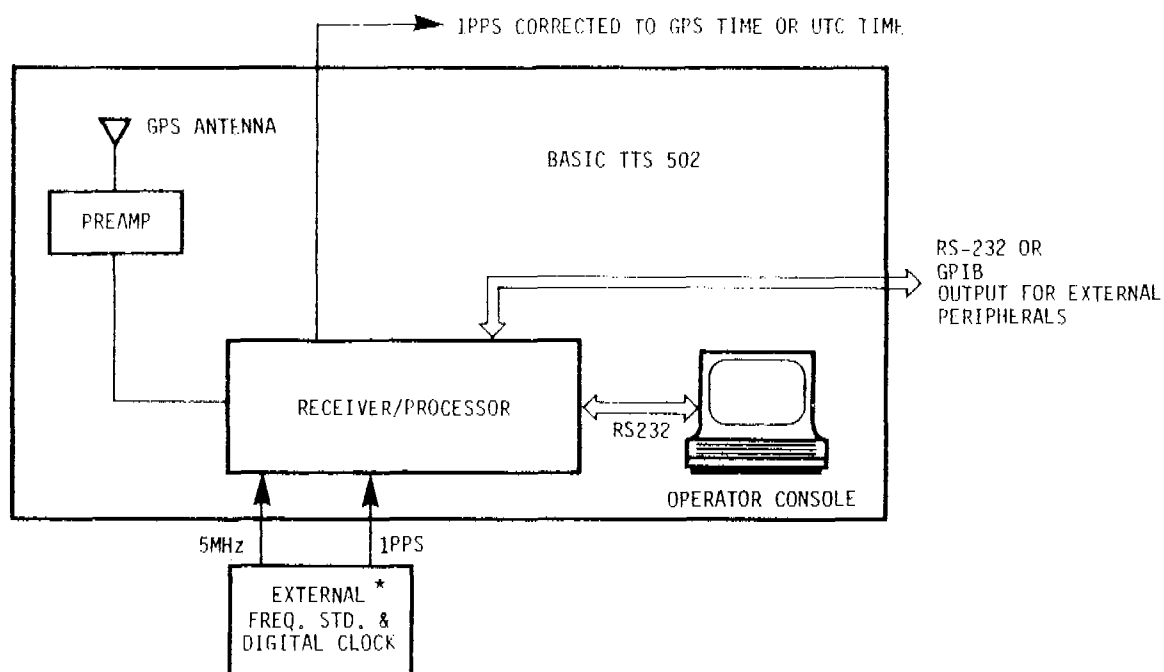 1PPS CORRECTED TO GPS TIME OR UTC TIME
GPS ANTENNA
BASIC TTS 502
PREAMP
RS-232 OR
GPIB
OUTPUT FOR EXTERNAL
PERIPHERALS
RECEIVER/PROCESSOR
RS232
OPERATOR CONSOLE
5MHz
1PPS
EXTERNAL *
FREQ. STD. &
DIGITAL CLOCK